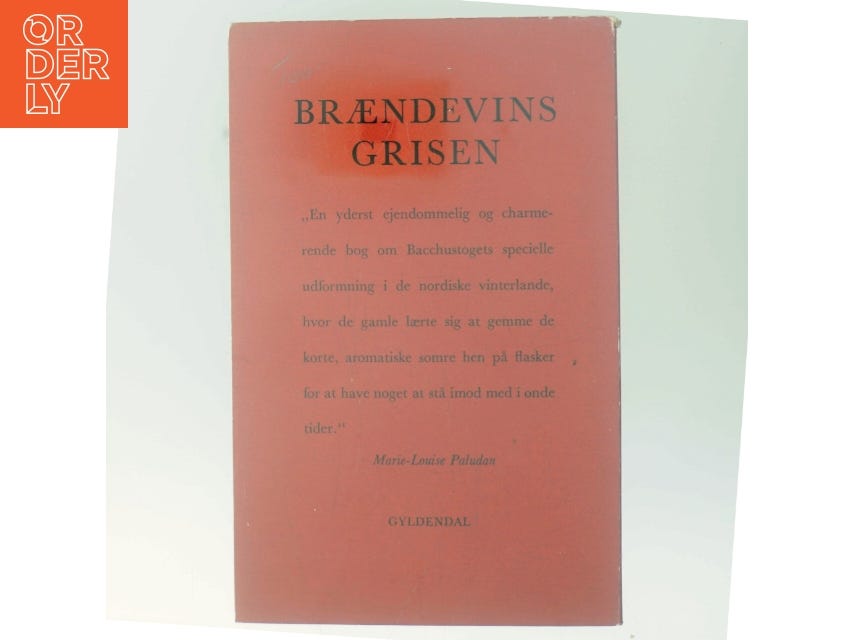 OR
DER
LY
BRÆNDEVINS
GRISEN
„En yderst ejendommelig og charme-
rende bog om Bacchustogets specielle
udformning i de nordiske vinterlande,
hvor de gamle lærte sig at gemme de
korte, aromatiske somre hen på flasker
for at have noget at stå imod med i onde
tider.“
Marie-Louise Paludan
GYLDENDAL